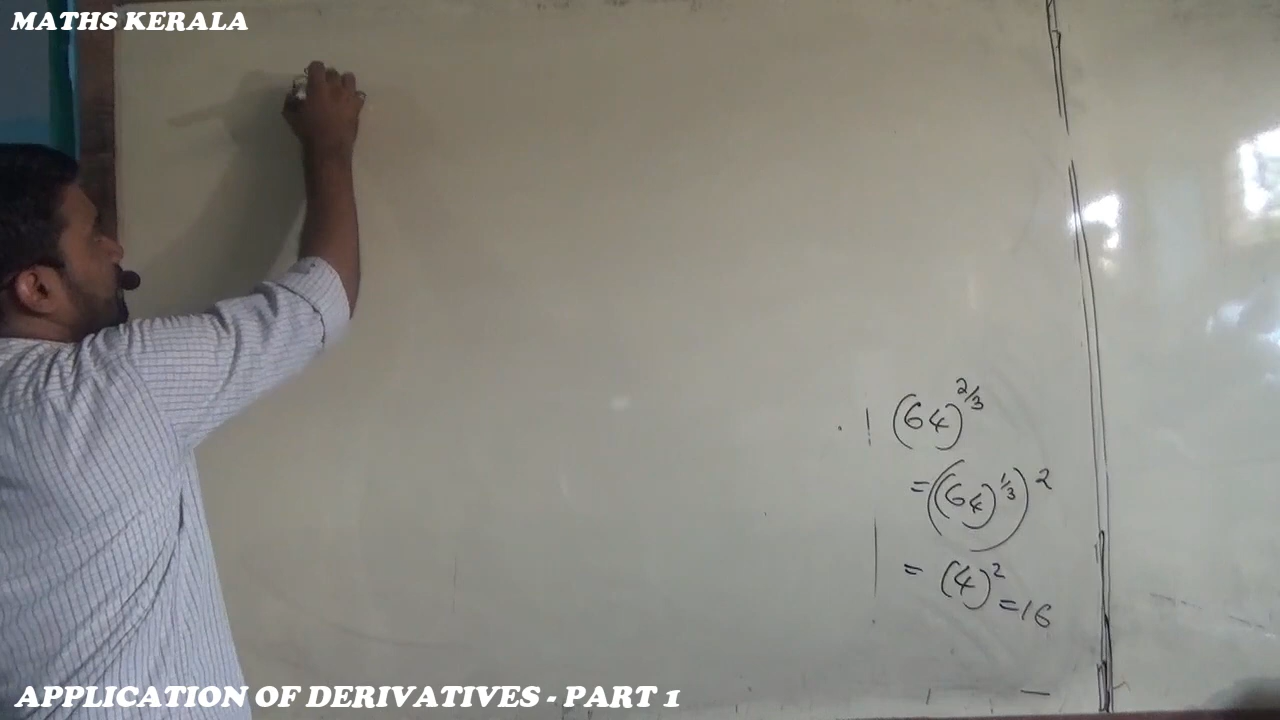 MATHS KERALA
(64)^{2/3}
= ((64)^{1/3})^2
= (4)^2
= 16
APPLICATION OF DERIVATIVES - PART 1